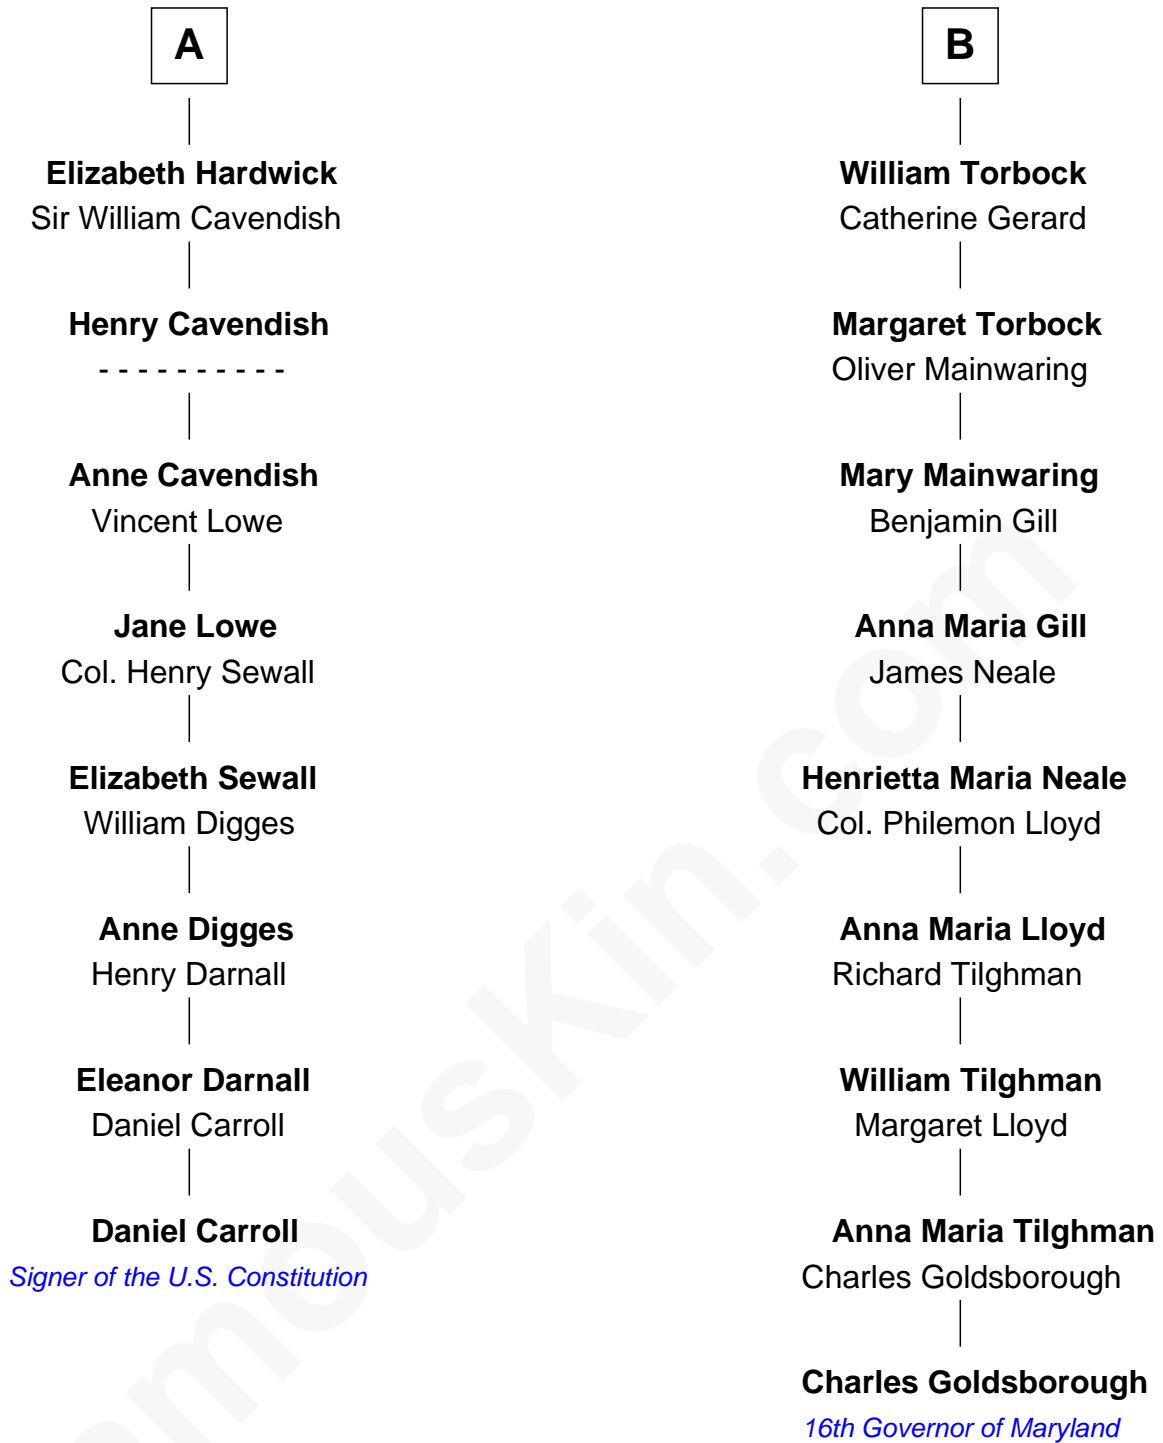 A
Elizabeth Hardwick
Sir William Cavendish
Henry Cavendish
- - - - - - - - - -
Anne Cavendish
Vincent Lowe
Jane Lowe
Col. Henry Sewall
Elizabeth Sewall
William Digges
Anne Digges
Henry Darnall
Eleanor Darnall
Daniel Carroll
Daniel Carroll
Signer of the U.S. Constitution
B
William Torbock
Catherine Gerard
Margaret Torbock
Oliver Mainwaring
Mary Mainwaring
Benjamin Gill
Anna Maria Gill
James Neale
Henrietta Maria Neale
Col. Philemon Lloyd
Anna Maria Lloyd
Richard Tilghman
William Tilghman
Margaret Lloyd
Anna Maria Tilghman
Charles Goldsborough
Charles Goldsborough
16th Governor of Maryland
amousKin.com